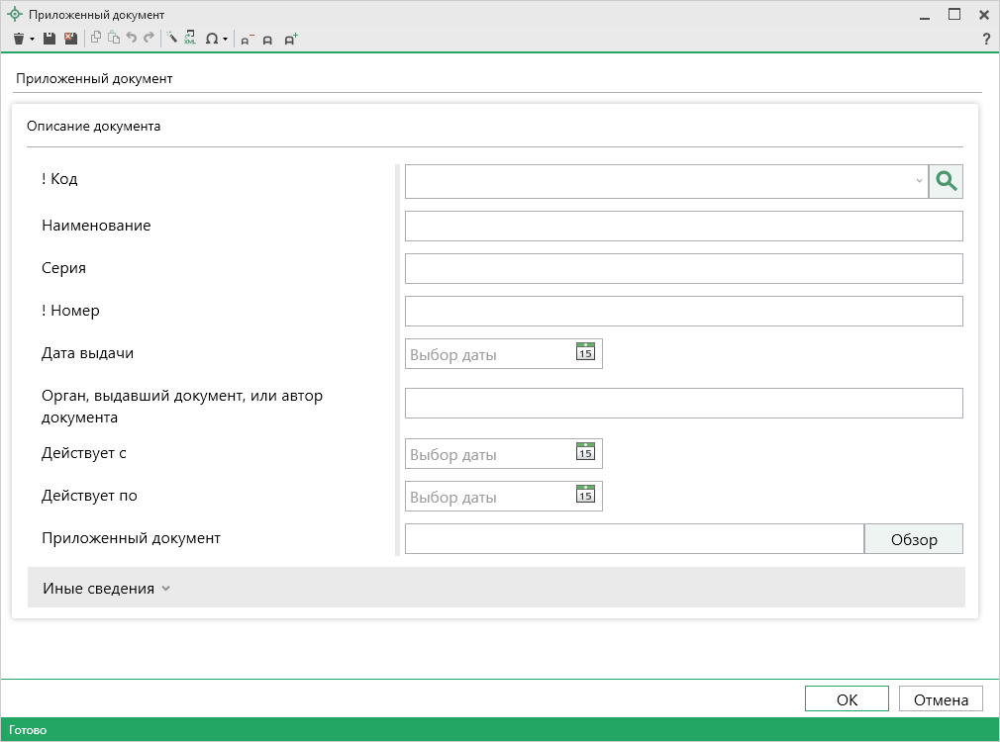 Приложенный документ
XML
Ω
?
Приложенный документ
Описание документа
! Код
Наименование
Серия
! Номер
Дата выдачи
Выбор даты
15
Орган, выдавший документ, или автор
документа
Действует с
Выбор даты
15
Действует по
Выбор даты
15
Приложенный документ
Обзор
Иные сведения
OK
Отмена
Готово